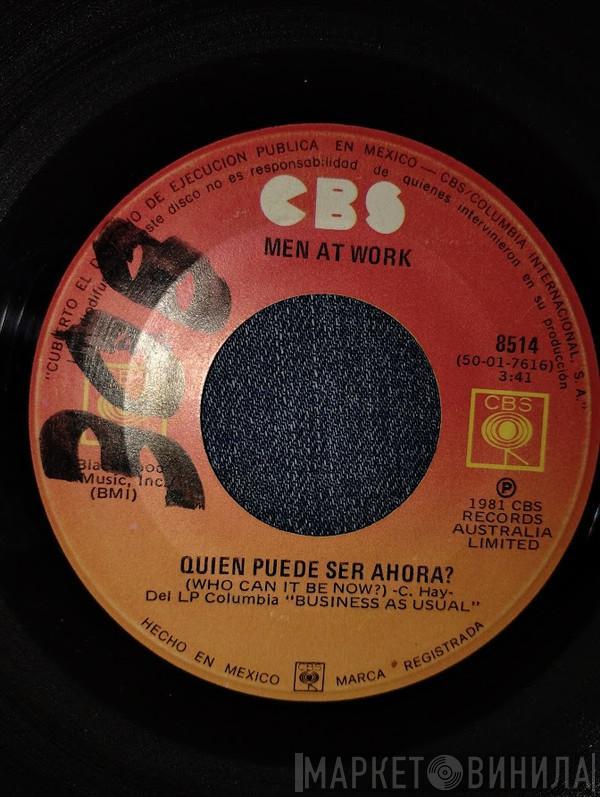 "CUBIERTO EL DE EJECUCION PUBLICA EN MEXICO — CBS/COLUMBIA INTERNACIONAL, S. A."
este disco no es responsabilidad de quienes intervinieron en su producción
CBS
MEN AT WORK
8514
(50-01-7616)
3:41
CBS
Music, Inc.
(BMI)
℗
1981 CBS
RECORDS
AUSTRALIA
LIMITED
QUIEN PUEDE SER AHORA?
(WHO CAN IT BE NOW?) -C. Hay-
Del LP Columbia "BUSINESS AS USUAL"
HECHO EN MEXICO CBS MARCA REGISTRADA
МАРКЕТ ВИНИЛА